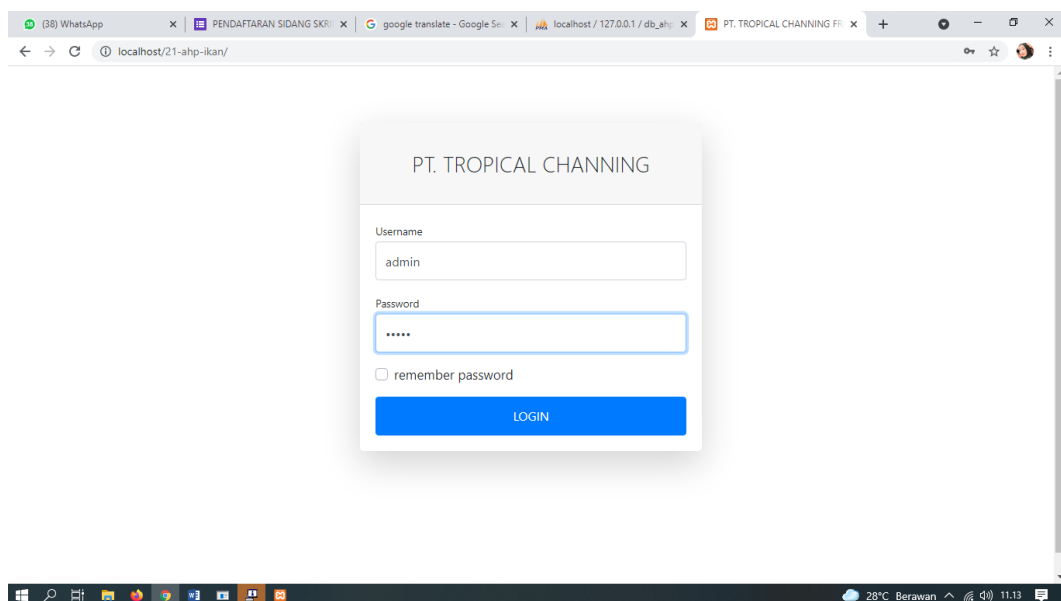 (38) WhatsApp
PENDAFTARAN SIDANG SKRI
google translate - Google Se
localhost / 127.0.0.1 / db_ahp
PT. TROPICAL CHANNING FR
localhost/21-ahp-ikan/
PT. TROPICAL CHANNING
Username
admin
Password
•••••
remember password
LOGIN
28°C Berawan
11.13